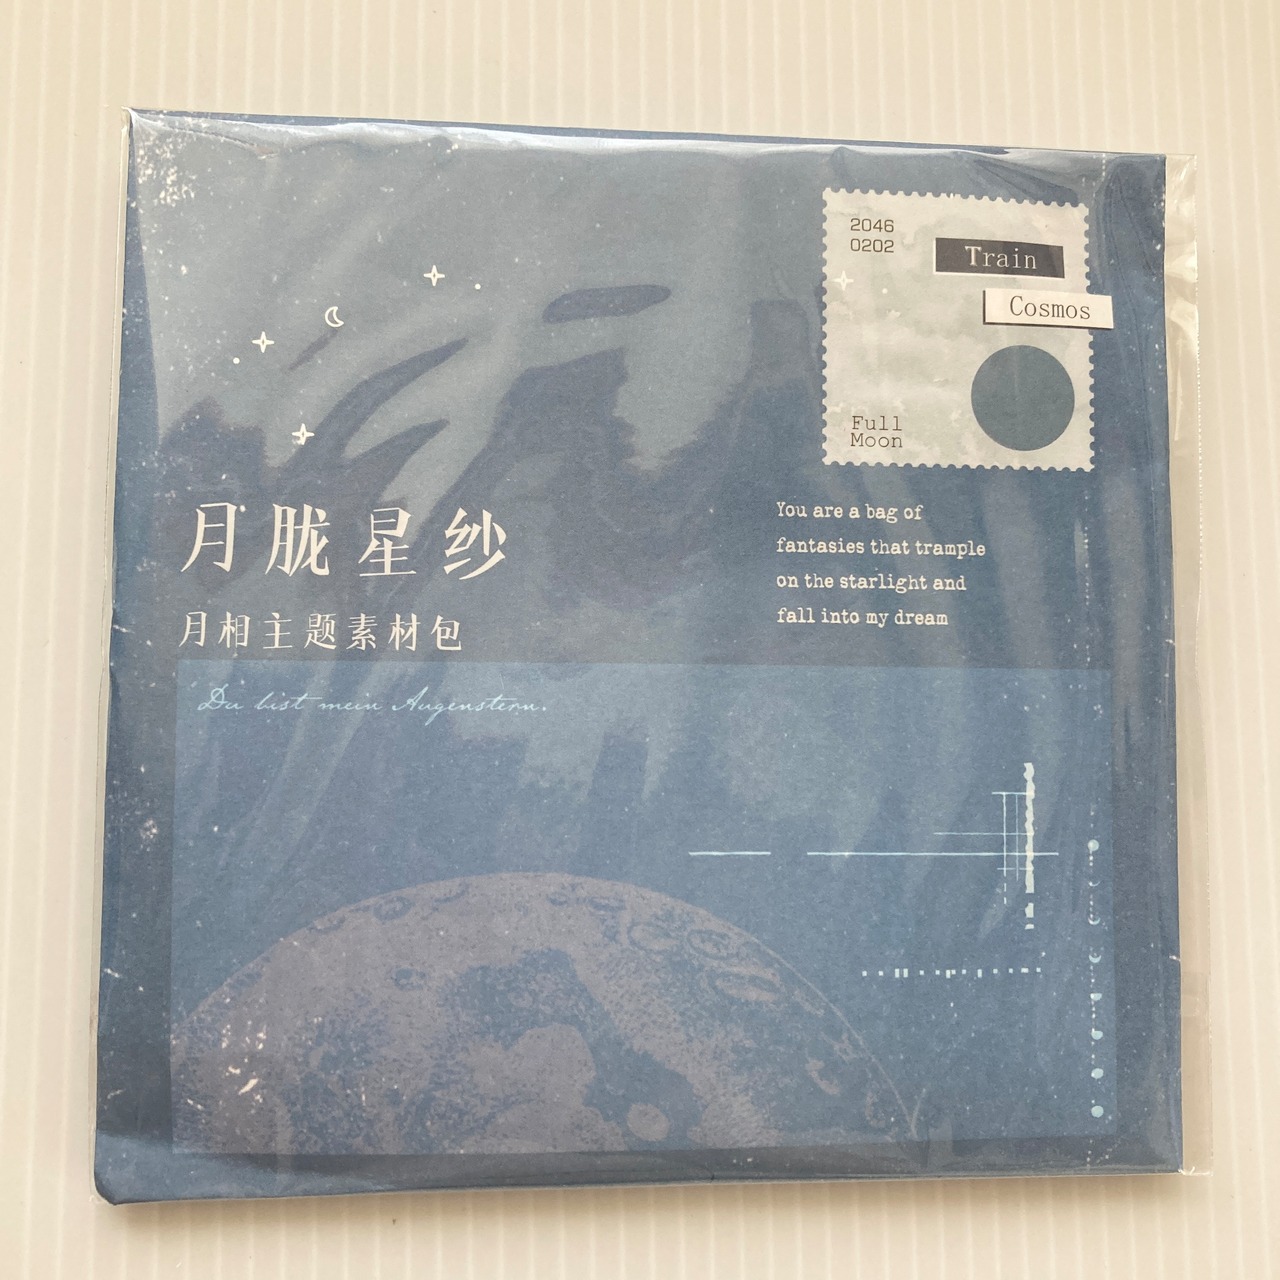 2046
0202
Train
Cosmos
Full
Moon
月胧星纱
月相主题素材包
You are a bag of
fantasies that trample
on the starlight and
fall into my dream
Du bist mein Augenstern.